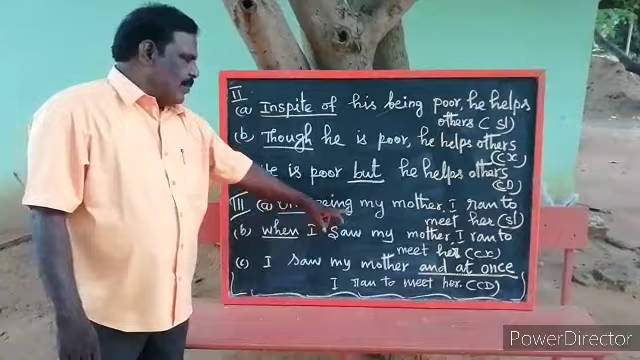 II
(a) Inspite of his being poor, he helps
others (SI)
(b) Though he is poor, he helps others
(CX)
He is poor but he helps others
(CD)
III (a) On seeing my mother, I ran to
meet her (SI)
(b) when I saw my mother, I ran to
meet her (CX)
(c) I saw my mother and at once
I ran to meet her. (CD)
PowerDirector